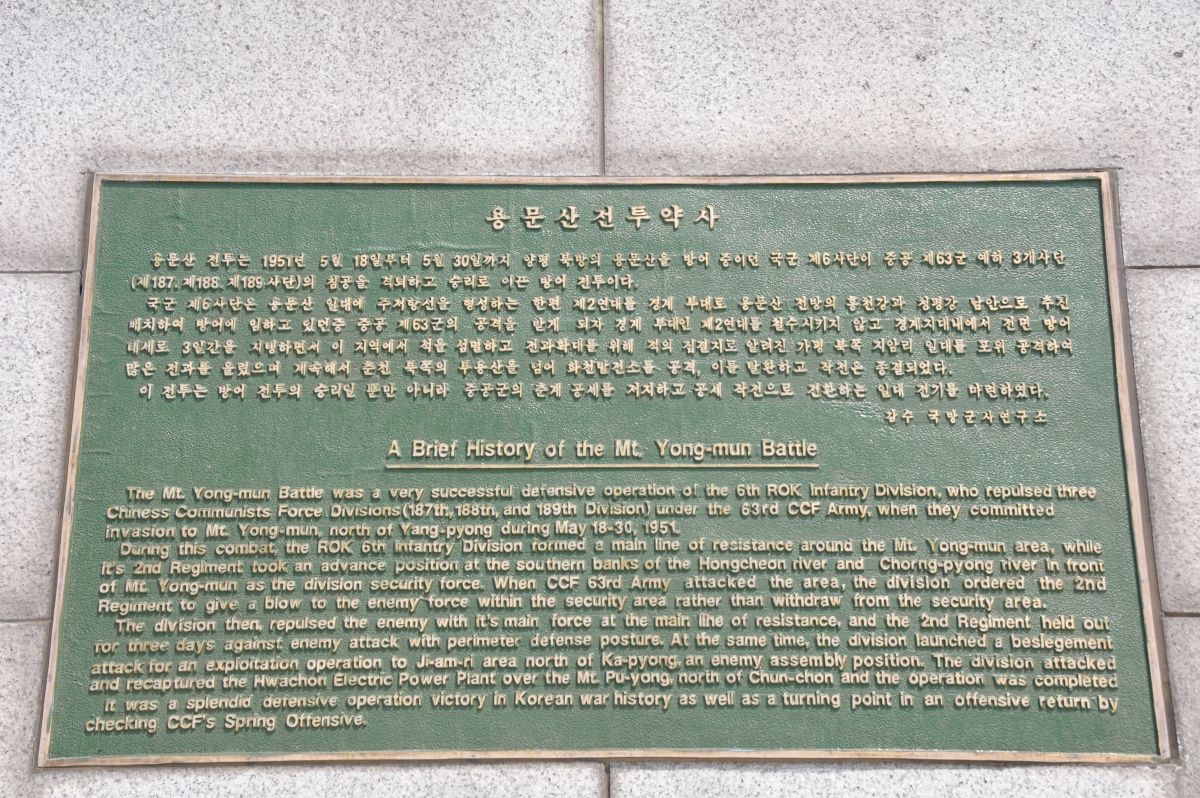 용문산전투약사
용문산 전투는 1951년 5월 18일부터 5월 30일까지 양평 북방의 용문산을 방어 중이던 국군 제6사단이 중공 제63군 예하 3개사단
(제187, 제188, 제189사단)의 침공을 격퇴하고 승리로 이끈 방어 전투이다.
국군 제6사단은 용문산 일대에 주저항선을 형성하는 한편 제2연대를 경계 부대로 용문산 전방의 홍천강과 청평강 남안으로 추진
배치하여 방어에 임하고 있던중 중공 제63군의 공격을 받게 되자 경계 부대인 제2연대를 철수시키지 않고 경계지대내에서 전면 방어
태세로 3일간을 지탱하면서 이 지역에서 적을 섬멸하고 전과확대를 위해 적의 집결지로 알려진 가평 북쪽 지암리 일대를 포위 공격하여
많은 전과를 올렸으며 계속해서 춘천 북쪽의 부용산을 넘어 화천발전소를 공격, 이를 탈환하고 작전은 종결되었다.
이 전투는 방어 전투의 승리일 뿐만 아니라 중공군의 춘계 공세를 저지하고 공세 작전으로 전환하는 일대 전기를 마련하였다.
감수 국방군사연구소
A Brief History of the Mt, Yong-mun Battle
The Mt. Yong-mun Battle was a very successful defensive operation of the 6th ROK Infantry Division, who repulsed three
Chiness Communists Force Divisions(187th,188th, and 189th Division) under the 63rd CCF Army, when they committed
invasion to Mt. Yong-mun, north of Yang-pyong during May 18-30, 1951.
During this combat, the ROK 6th Infantry Division formed a main line of resistance around the Mt. Yong-mun area, while
it's 2nd Regiment took an advance position at the southern banks of the Hongcheon river and Chorng-pyong river in front
of Mt. Yong-mun as the division security force. When CCF 63rd Army attacked the area, the division ordered the 2nd
Regiment to give a blow to the enemy force within the security area rather than withdraw from the security area.
The division then, repulsed the enemy with it's main force at the main line of resistance, and the 2nd Regiment held out
for three days against enemy attack with perimeter defense posture. At the same time, the division launched a besiegement
attack for an exploitation operation to Ji-am-ri area north of Ka-pyong, an enemy assembly position. The division attacked
and recaptured the Hwachon Electric Power Plant over the Mt. Pu-yong, north of Chun-chon and the operation was completed
it was a splendid defensive operation victory in Korean war history as well as a turning point in an offensive return by
checking CCF's Spring Offensive.